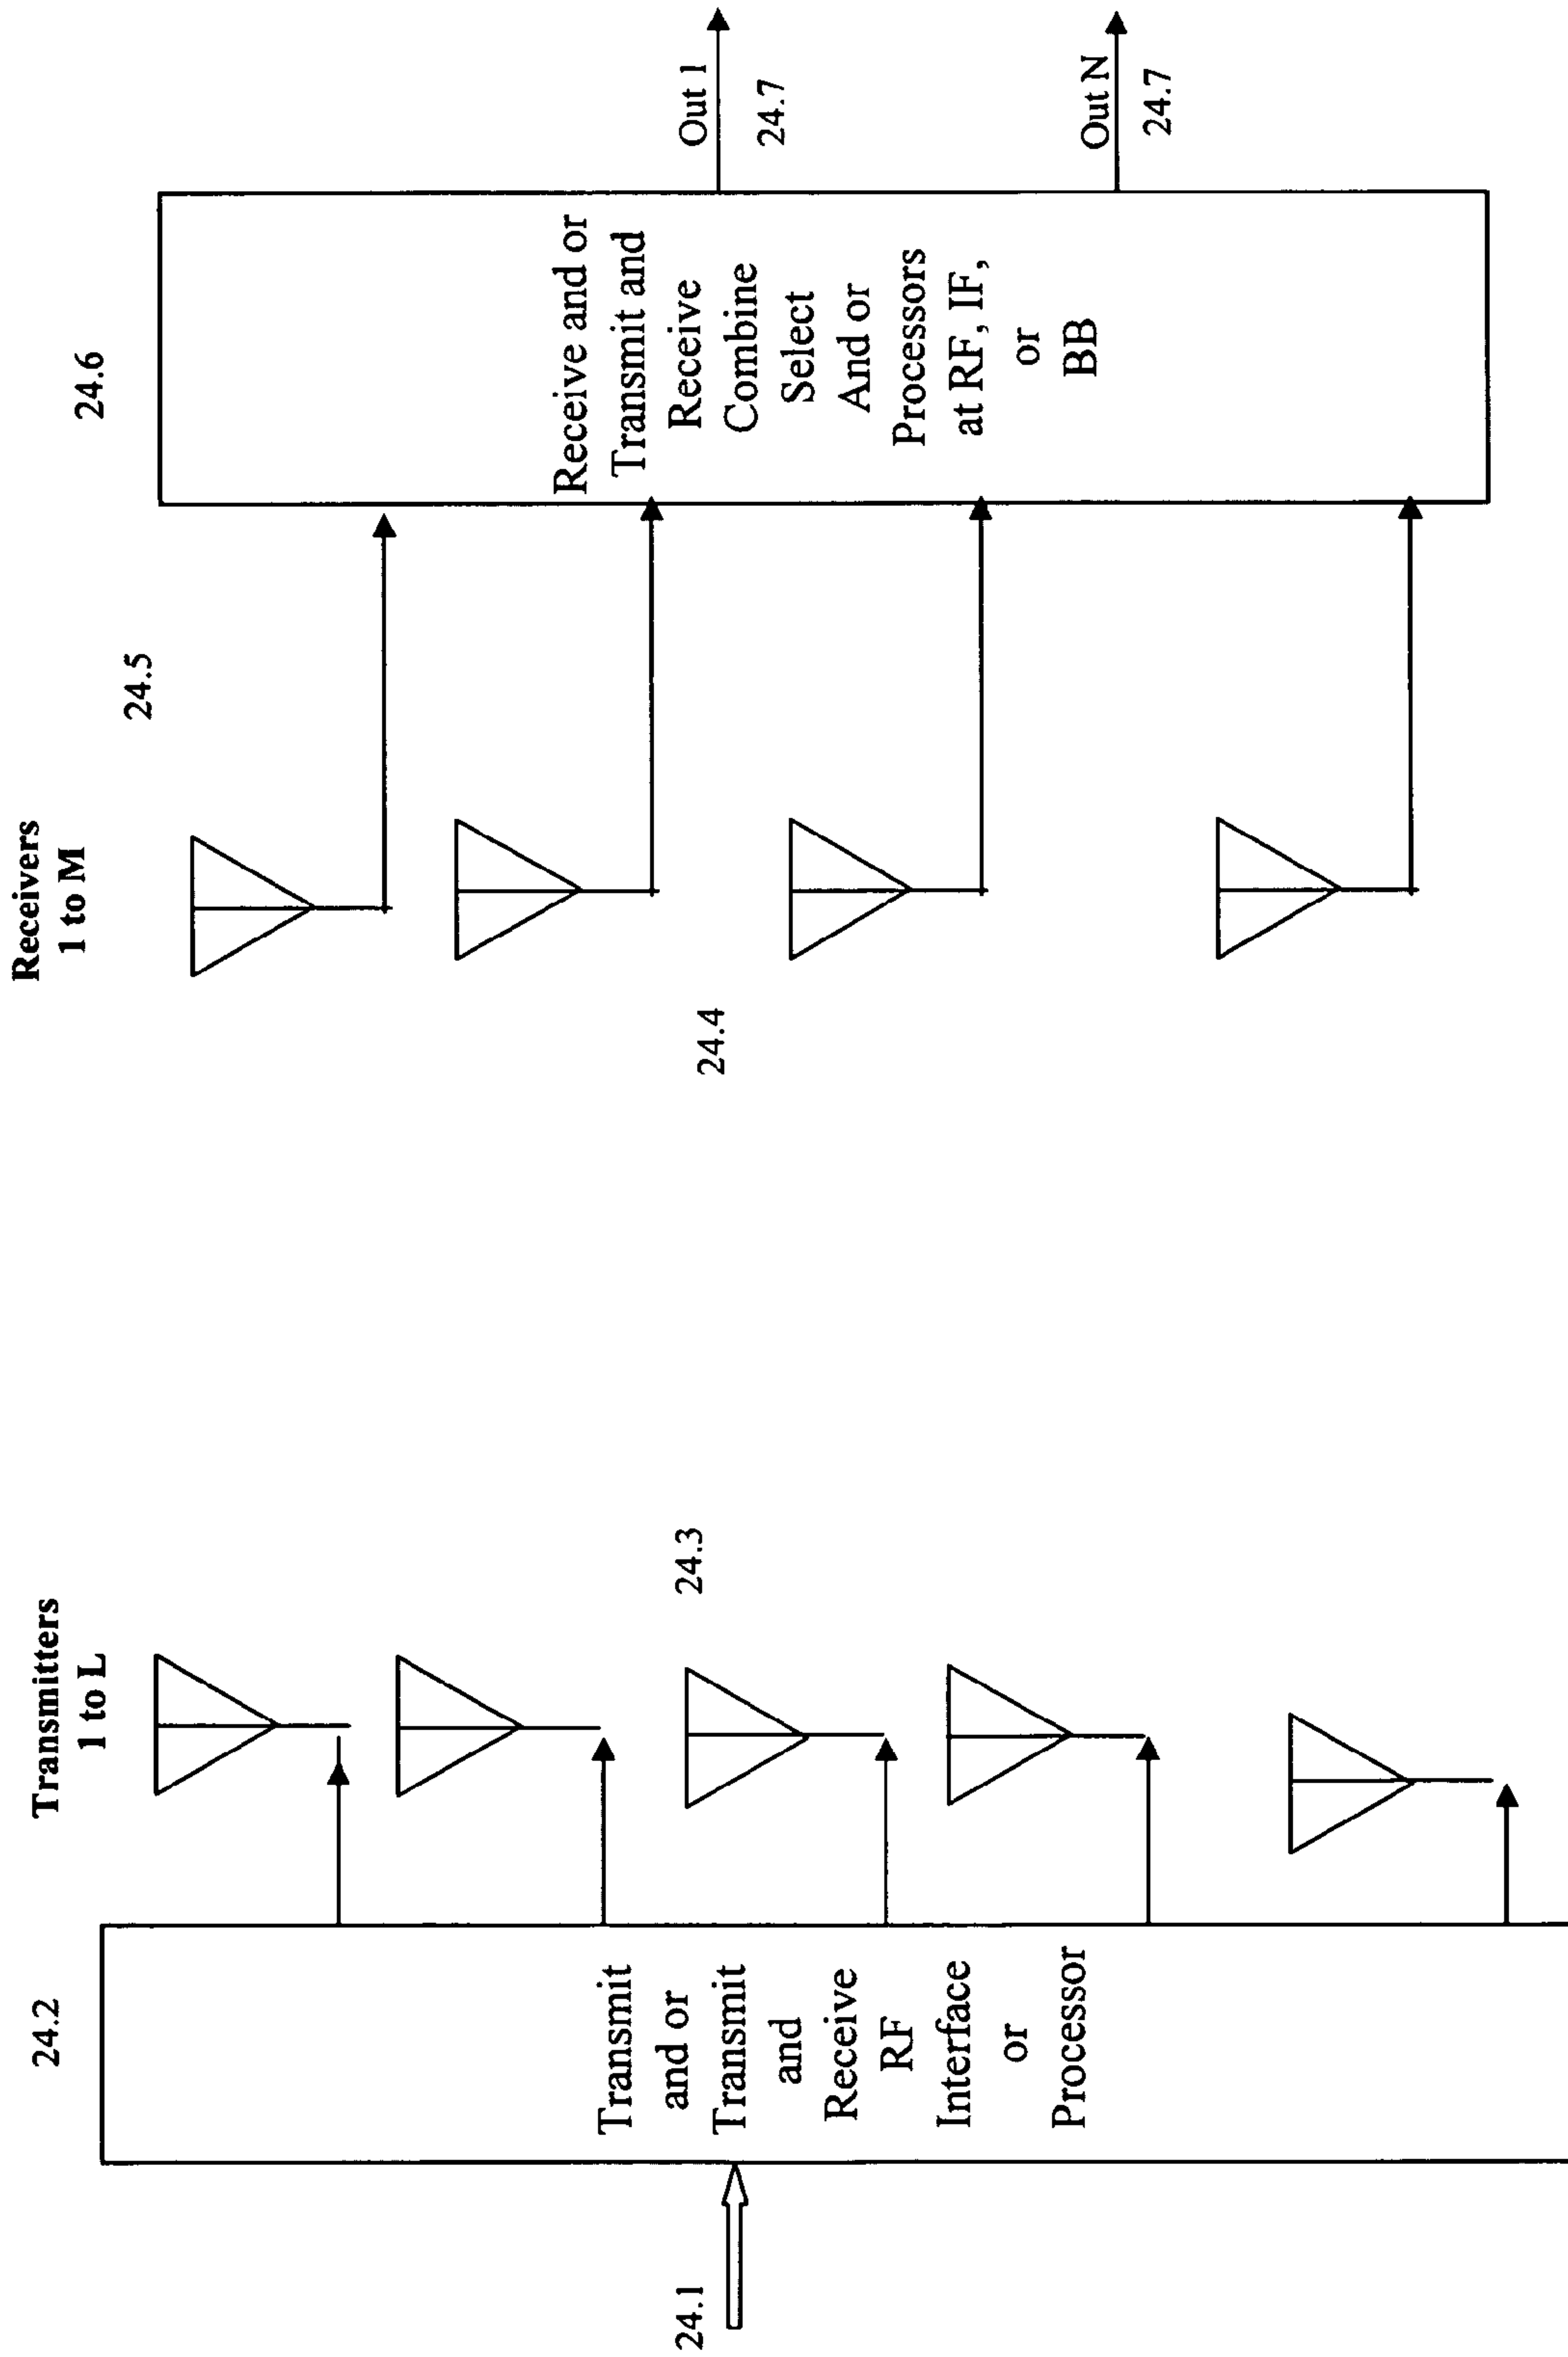 24.1
24.2
Transmit
and or
Transmit
and
Receive
RF
Interface
or
Processor
Transmitters
1 to L
24.3
Receivers
1 to M
24.4
24.5
24.6
Receive and or
Transmit and
Receive
Combine
Select
And or
Processors
at RF, IF,
or
BB
Out 1
24.7
Out N
24.7